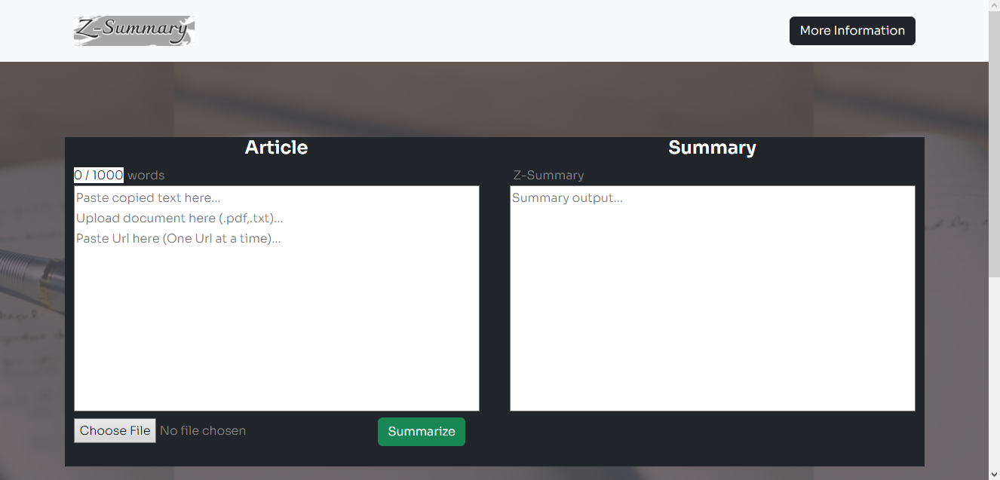 Z-Summary
More Information
Article
0 / 1000 words
Paste copied text here...
Upload document here (.pdf,.txt)...
Paste Url here (One Url at a time)...
Choose File No file chosen
Summarize
Summary
Z-Summary
Summary output...